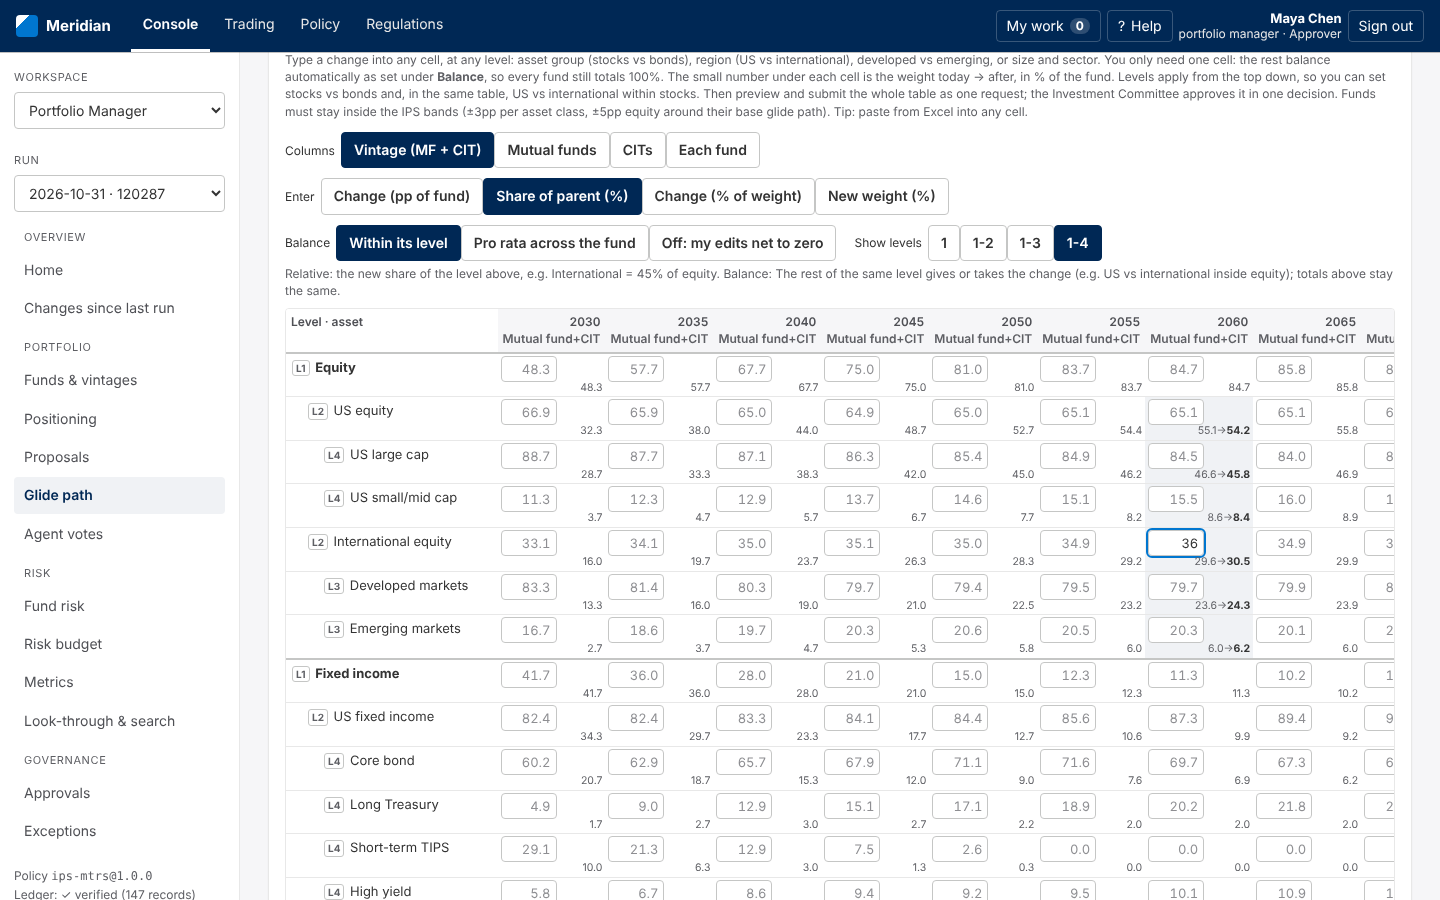 Meridian Console Trading Policy Regulations My work 0 ? Help Maya Chen Sign out
portfolio manager · Approver
WORKSPACE
Portfolio Manager
RUN
2026-10-31 · 120287
OVERVIEW
Home
Changes since last run
PORTFOLIO
Funds & vintages
Positioning
Proposals
Glide path
Agent votes
RISK
Fund risk
Risk budget
Metrics
Look-through & search
GOVERNANCE
Approvals
Exceptions
Policy ips-mtrs@1.0.0
Ledger: ✓ verified (147 records)
Type a change into any cell, at any level: asset group (stocks vs bonds), region (US vs international), developed vs emerging, or size and sector. You only need one cell: the rest balance
automatically as set under Balance, so every fund still totals 100%. The small number under each cell is the weight today → after, in % of the fund. Levels apply from the top down, so you can set
stocks vs bonds and, in the same table, US vs international within stocks. Then preview and submit the whole table as one request; the Investment Committee approves it in one decision. Funds
must stay inside the IPS bands (±3pp per asset class, ±5pp equity around their base glide path). Tip: paste from Excel into any cell.
Columns Vintage (MF + CIT) Mutual funds CITs Each fund
Enter Change (pp of fund) Share of parent (%) Change (% of weight) New weight (%)
Balance Within its level Pro rata across the fund Off: my edits net to zero Show levels 1 1-2 1-3 1-4
Relative: the new share of the level above, e.g. International = 45% of equity. Balance: The rest of the same level gives or takes the change (e.g. US vs international inside equity); totals above stay
the same.
Level · asset 2030 2035 2040 2045 2050 2055 2060 2065
Mutual fund+CIT Mutual fund+CIT Mutual fund+CIT Mutual fund+CIT Mutual fund+CIT Mutual fund+CIT Mutual fund+CIT Mutual fund+CIT Mutu
L1 Equity 48.3 57.7 67.7 75.0 81.0 83.7 84.7 85.8 8
48.3 57.7 67.7 75.0 81.0 83.7 84.7 85.8
L2 US equity 66.9 65.9 65.0 64.9 65.0 65.1 65.1 65.1 6
32.3 38.0 44.0 48.7 52.7 54.4 55.1→54.2 55.8
L4 US large cap 88.7 87.7 87.1 86.3 85.4 84.9 84.5 84.0 8
28.7 33.3 38.3 42.0 45.0 46.2 46.6→45.8 46.9
L4 US small/mid cap 11.3 12.3 12.9 13.7 14.6 15.1 15.5 16.0 1
3.7 4.7 5.7 6.7 7.7 8.2 8.6→8.4 8.9
L2 International equity 33.1 34.1 35.0 35.1 35.0 34.9 36 34.9 3
16.0 19.7 23.7 26.3 28.3 29.2 29.6→30.5 29.9
L3 Developed markets 83.3 81.4 80.3 79.7 79.4 79.5 79.7 79.9 8
13.3 16.0 19.0 21.0 22.5 23.2 23.6→24.3 23.9
L3 Emerging markets 16.7 18.6 19.7 20.3 20.6 20.5 20.3 20.1 2
2.7 3.7 4.7 5.3 5.8 6.0 6.0→6.2 6.0
L1 Fixed income 41.7 36.0 28.0 21.0 15.0 12.3 11.3 10.2 1
41.7 36.0 28.0 21.0 15.0 12.3 11.3 10.2
L2 US fixed income 82.4 82.4 83.3 84.1 84.4 85.6 87.3 89.4 9
34.3 29.7 23.3 17.7 12.7 10.6 9.9 9.2
L4 Core bond 60.2 62.9 65.7 67.9 71.1 71.6 69.7 67.3 6
20.7 18.7 15.3 12.0 9.0 7.6 6.9 6.2
L4 Long Treasury 4.9 9.0 12.9 15.1 17.1 18.9 20.2 21.8 2
1.7 2.7 3.0 2.7 2.2 2.0 2.0 2.0
L4 Short-term TIPS 29.1 21.3 12.9 7.5 2.6 0.0 0.0 0.0
10.0 6.3 3.0 1.3 0.3 0.0 0.0 0.0
L4 High yield 5.8 6.7 8.6 9.4 9.2 9.5 10.1 10.9 1